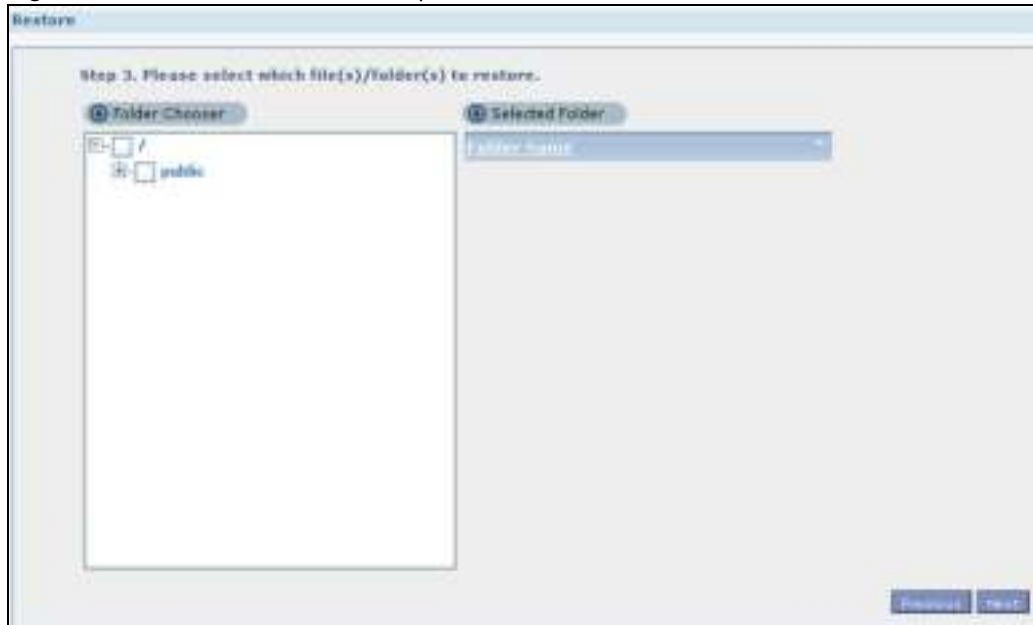 Restore
Step 3. Please select which file(s)/folder(s) to restore.
Folder Chooser
Selected Folder
/
public
Folder Name
Previous Next